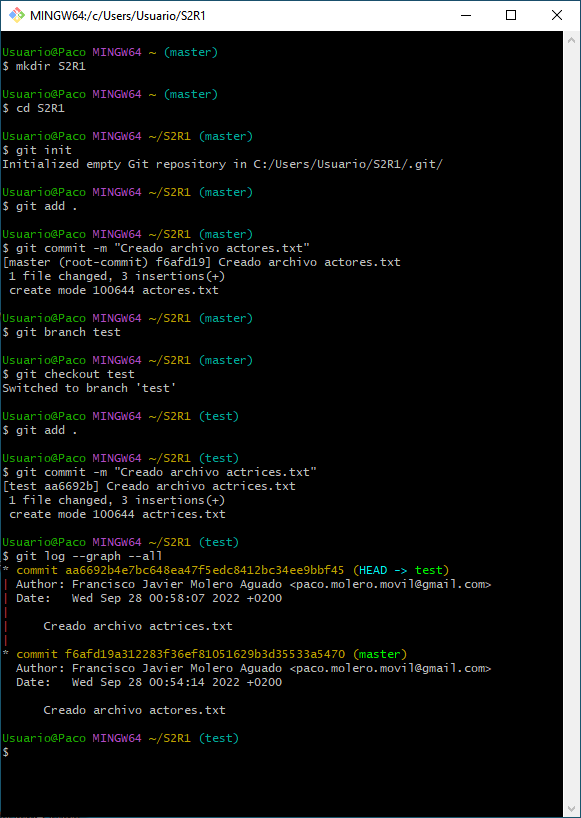 MINGW64:/c/Users/Usuario/S2R1
Usuario@Paco MINGW64 ~ (master)
$ mkdir S2R1
Usuario@Paco MINGW64 ~ (master)
$ cd S2R1
Usuario@Paco MINGW64 ~/S2R1 (master)
$ git init
Initialized empty Git repository in C:/Users/Usuario/S2R1/.git/
Usuario@Paco MINGW64 ~/S2R1 (master)
$ git add .
Usuario@Paco MINGW64 ~/S2R1 (master)
$ git commit -m "Creado archivo actores.txt"
[master (root-commit) f6afd19] Creado archivo actores.txt
 1 file changed, 3 insertions(+)
 create mode 100644 actores.txt
Usuario@Paco MINGW64 ~/S2R1 (master)
$ git branch test
Usuario@Paco MINGW64 ~/S2R1 (master)
$ git checkout test
Switched to branch 'test'
Usuario@Paco MINGW64 ~/S2R1 (test)
$ git add .
Usuario@Paco MINGW64 ~/S2R1 (test)
$ git commit -m "Creado archivo actrices.txt"
[test aa6692b] Creado archivo actrices.txt
 1 file changed, 3 insertions(+)
 create mode 100644 actrices.txt
Usuario@Paco MINGW64 ~/S2R1 (test)
$ git log --graph --all
* commit aa6692b4e7bc648ea47f5edc8412bc34ee9bbf45 (HEAD -> test)
| Author: Francisco Javier Molero Aguado <paco.molero.movil@gmail.com>
| Date:   Wed Sep 28 00:58:07 2022 +0200
|
|     Creado archivo actrices.txt
|
* commit f6afd19a312283f36ef81051629b3d35533a5470 (master)
  Author: Francisco Javier Molero Aguado <paco.molero.movil@gmail.com>
  Date:   Wed Sep 28 00:54:14 2022 +0200
      Creado archivo actores.txt
Usuario@Paco MINGW64 ~/S2R1 (test)
$